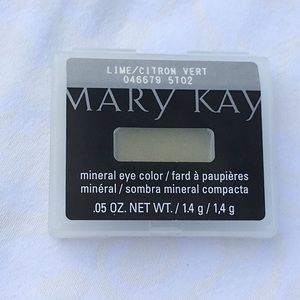 LIME/CITRON VERT
046679 5T02
MARY KAY
mineral eye color / fard à paupières
minéral / sombra mineral compacta
.05 OZ. NET WT. / 1.4 g / 1,4 g